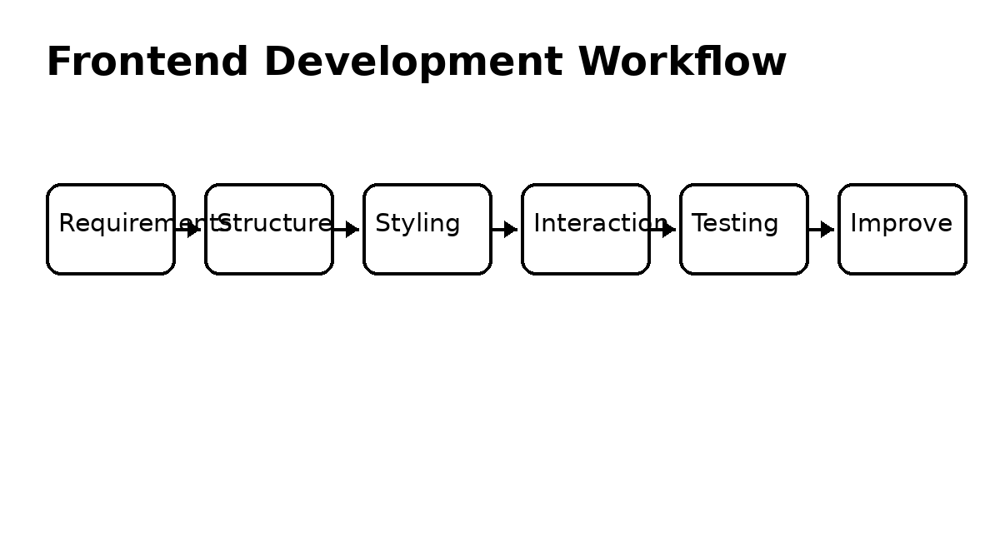 Frontend Development Workflow
Requirements Structure Styling Interaction Testing Improve